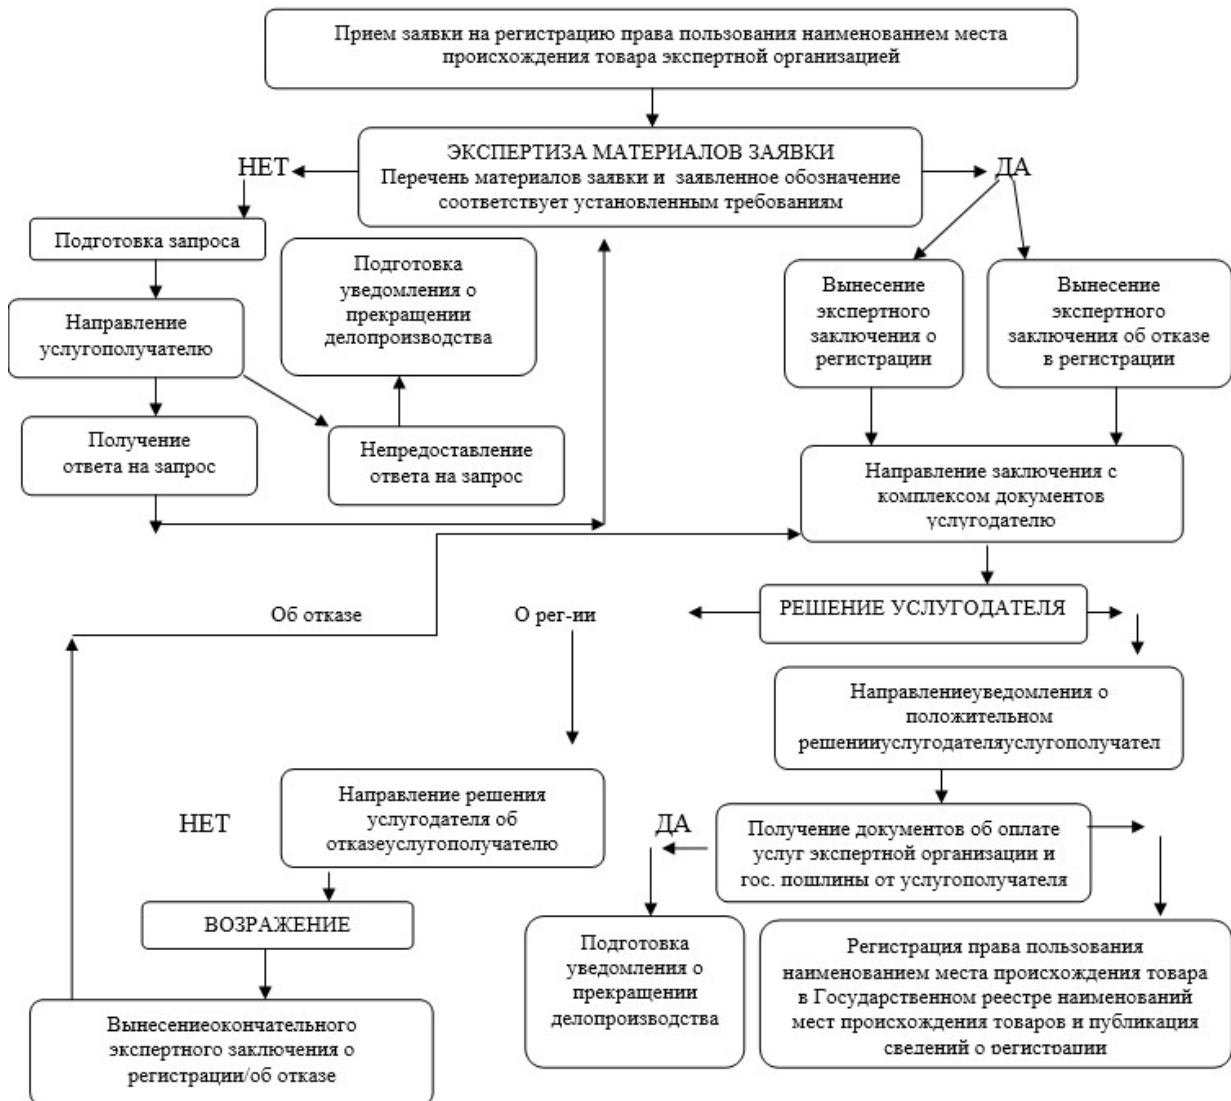 Прием заявки на регистрацию права пользования наименованием места
происхождения товара экспертной организацией
ЭКСПЕРТИЗА МАТЕРИАЛОВ ЗАЯВКИ
Перечень материалов заявки и заявленное обозначение
соответствует установленным требованиям
НЕТ
ДА
Подготовка запроса
Направление
услугополучателю
Получение
ответа на запрос
Подготовка
уведомления о
прекращении
делопроизводства
Непредоставление
ответа на запрос
Вынесение
экспертного
заключения о
регистрации
Вынесение
экспертного
заключения об отказе
в регистрации
Направление заключения с
комплексом документов
услугодателю
Об отказе
О рег-ии
РЕШЕНИЕ УСЛУГОДАТЕЛЯ
Направлениеуведомления о
положительном
решенииуслугодателяуслугополучател
НЕТ
Направление решения
услугодателя об
отказеуслугополучателю
ДА
Получение документов об оплате
услуг экспертной организации и
гос. пошлины от услугополучателя
ВОЗРАЖЕНИЕ
Вынесениеокончательного
экспертного заключения о
регистрации/об отказе
Подготовка
уведомления о
прекращении
делопроизводства
Регистрация права пользования
наименованием места происхождения товара
в Государственном реестре наименований
мест происхождения товаров и публикация
сведений о регистрации